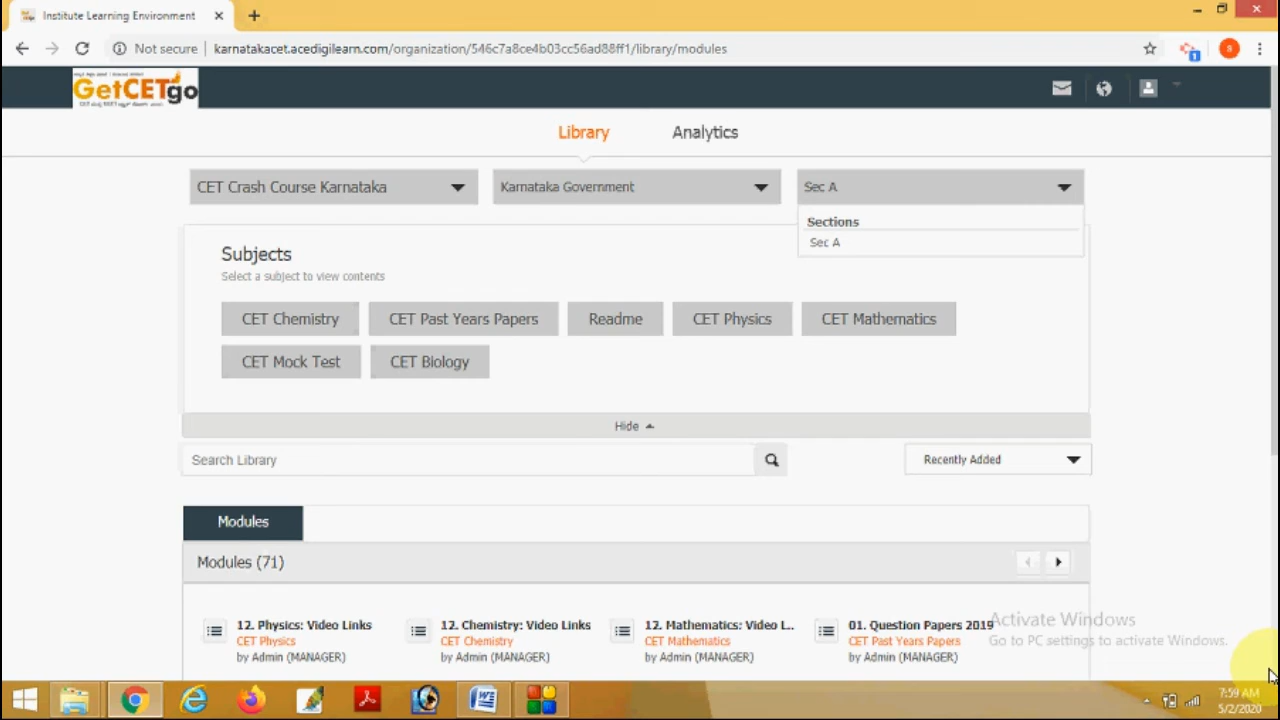 Institute Learning Environment
Not secure karnatakacet.acedigilearn.com/organization/546c7a8ce4b03cc56ad88ff1/library/modules
GetCETgo
Library Analytics
CET Crash Course Karnataka Karnataka Government Sec A
Sections
Sec A
Subjects
Select a subject to view contents
CET Chemistry CET Past Years Papers Readme CET Physics CET Mathematics
CET Mock Test CET Biology
Hide
Search Library Recently Added
Modules
Modules (71)
12. Physics: Video Links 12. Chemistry: Video Links 12. Mathematics: Video L... 01. Question Papers 2019
CET Physics CET Chemistry CET Mathematics CET Past Years Papers
by Admin (MANAGER) by Admin (MANAGER) by Admin (MANAGER) by Admin (MANAGER)
Activate Windows
Go to PC settings to activate Windows.
7:59 AM
5/2/2020